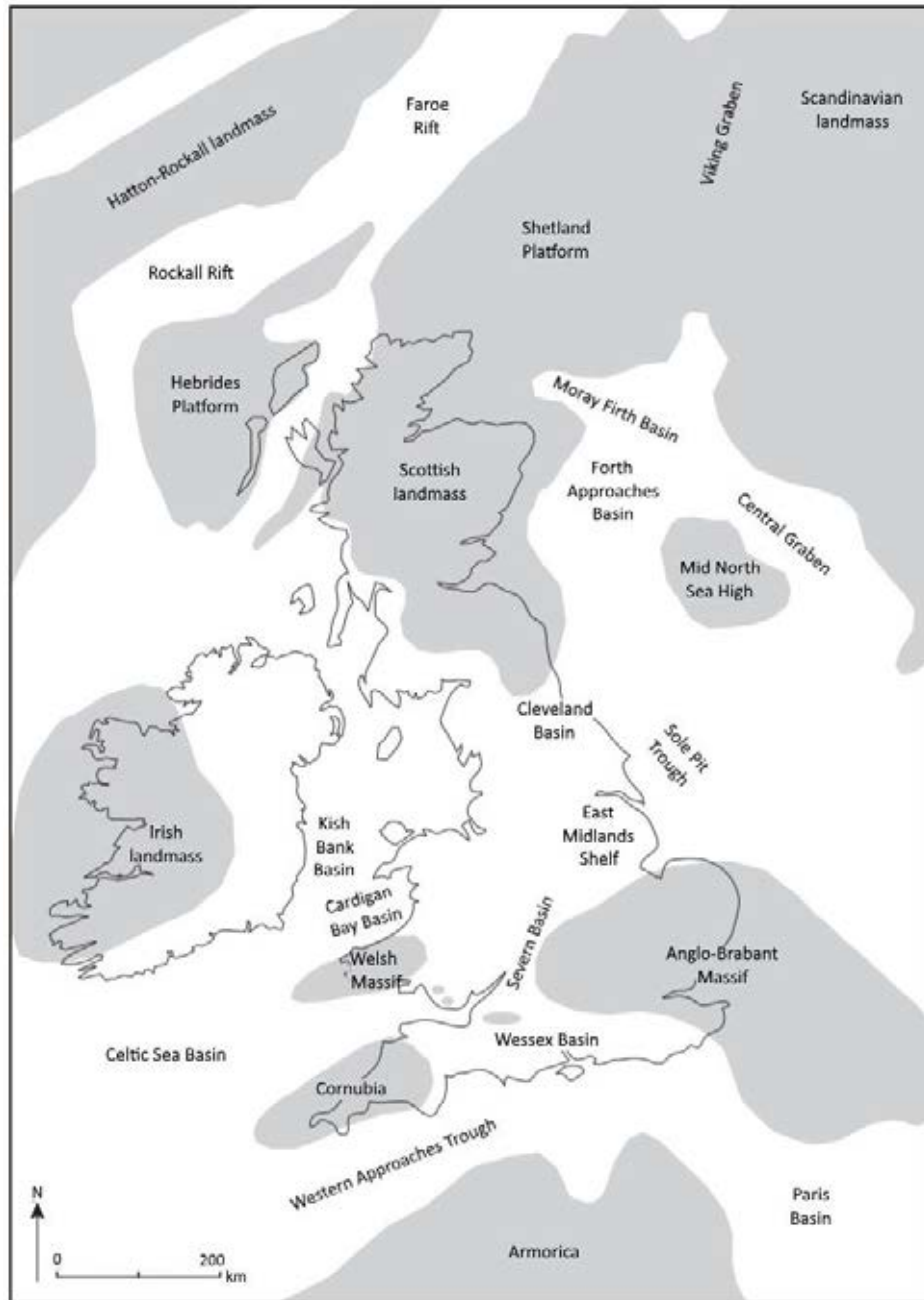 Faroe
Rift
Scandinavian
landmass
Viking Graben
Hatton-Rockall landmass
Shetland
Platform
Rockall Rift
Hebrides
Platform
Moray Firth Basin
Scottish
landmass
Forth
Approaches
Basin
Central Graben
Mid North
Sea High
Cleveland
Basin
Sole Pit
Trough
East
Midlands
Shelf
Irish
landmass
Kish
Bank
Basin
Cardigan
Bay Basin
Severn Basin
Welsh
Massif
Anglo-Brabant
Massif
Wessex Basin
Celtic Sea Basin
Cornubia
Western Approaches Trough
N
Paris
Basin
0 200
km
Armorica